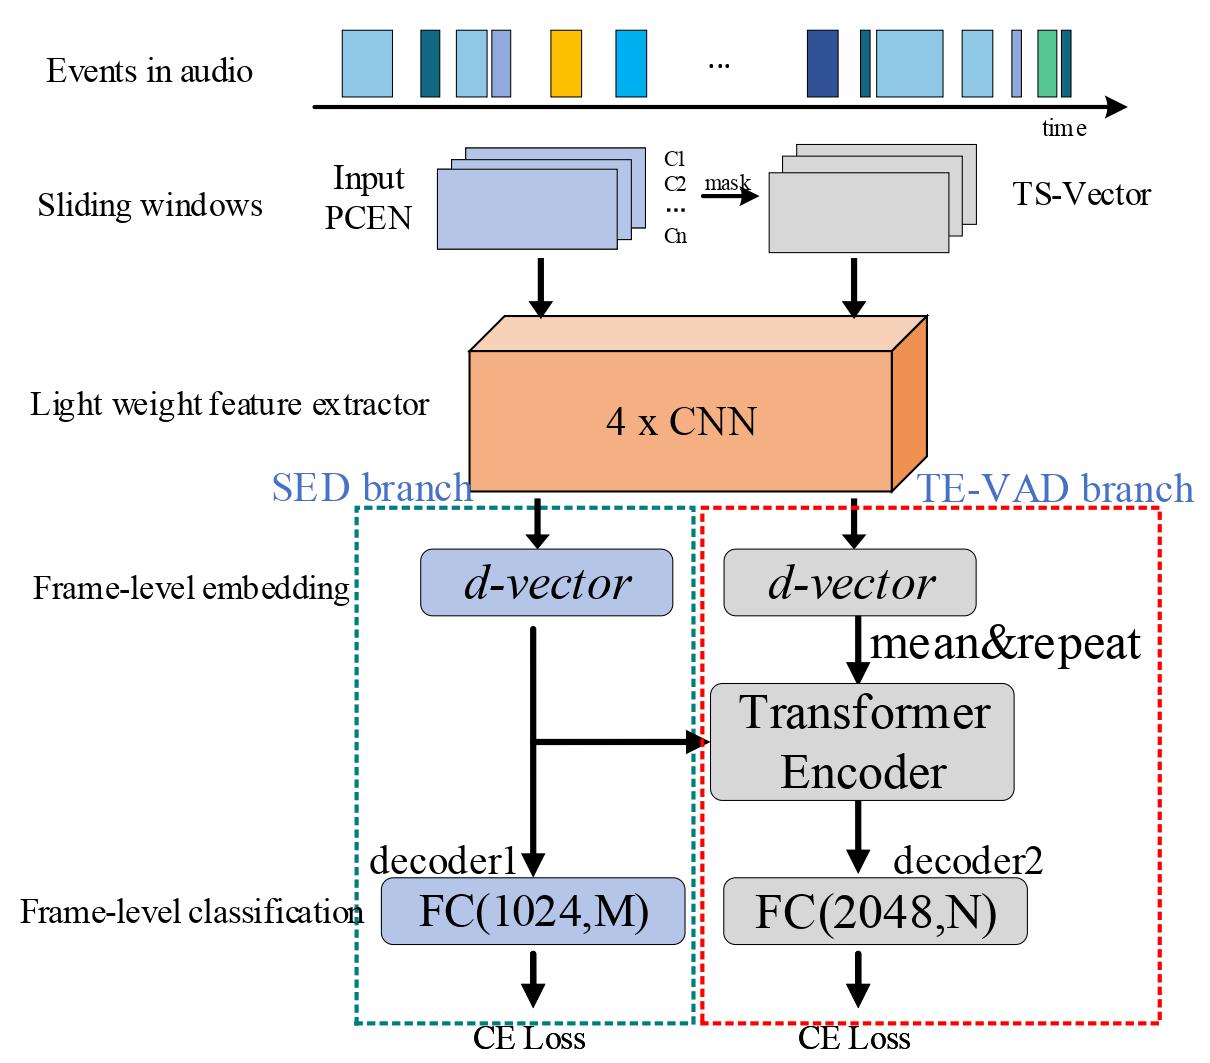 Events in audio
...
time
Sliding windows
Input
PCEN
C1
C2
...
Cn
mask
TS-Vector
Light weight feature extractor
4 x CNN
SED branch
TE-VAD branch
Frame-level embedding
d-vector
d-vector
mean&repeat
Transformer
Encoder
decoder1
decoder2
Frame-level classification
FC(1024,M)
FC(2048,N)
CE Loss
CE Loss